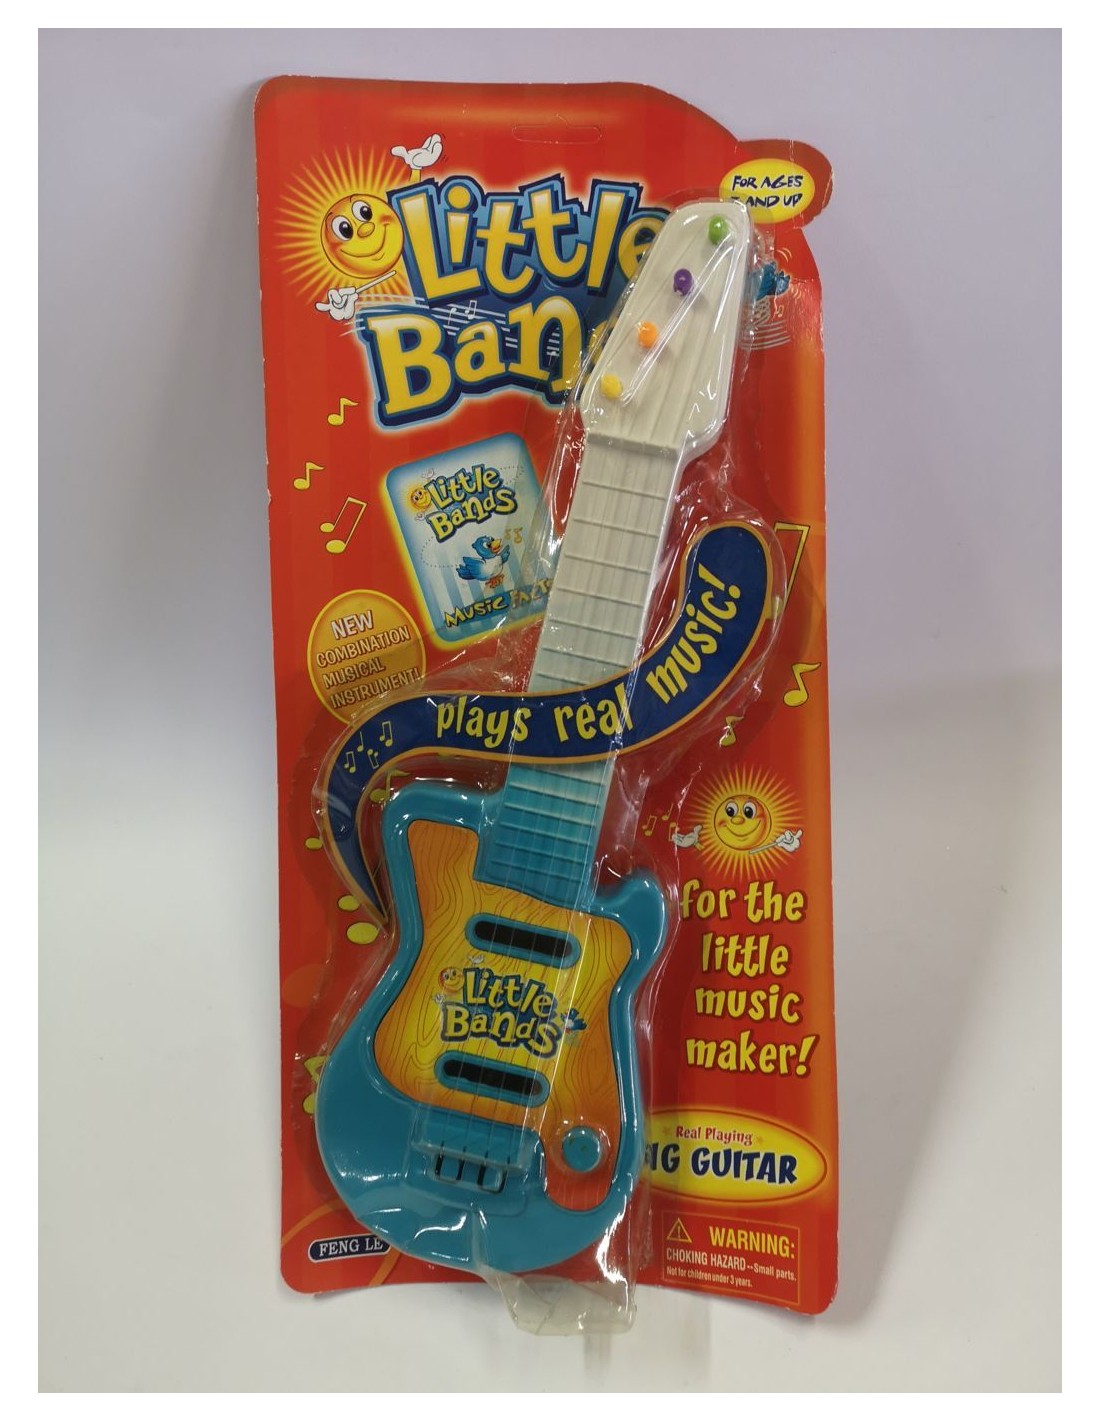 FOR AGES
AND UP
Little
Ban
Little
Bands
MUSIC
NEW
COMBINATION
MUSICAL
INSTRUMENT!
plays real music!
for the
little
music
maker!
Little
Bands
Real Playing
GUITAR
FENG LE
WARNING:
CHOKING HAZARD--Small parts.
Not for children under 3 years.